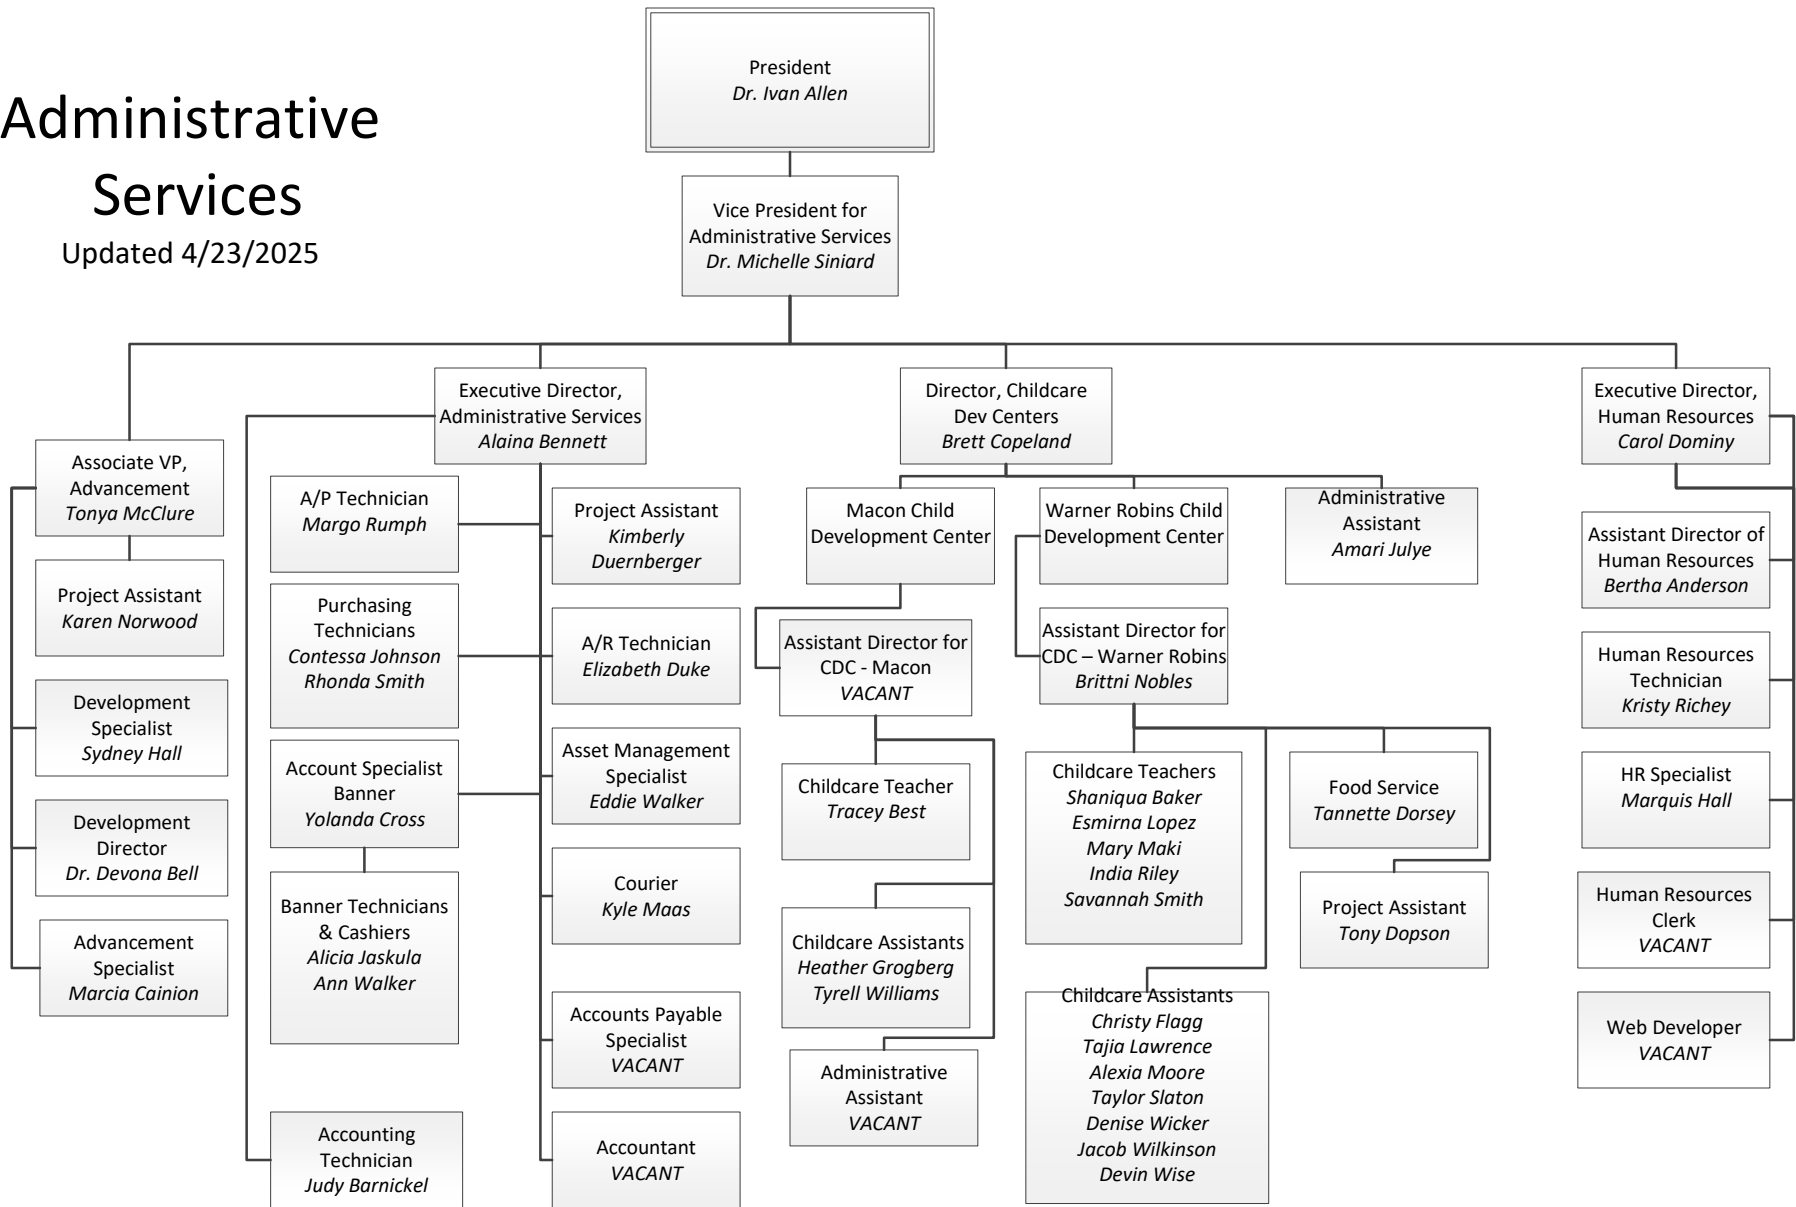 Administrative
Services
Updated 4/23/2025
President
Dr. Ivan Allen
Vice President for
Administrative Services
Dr. Michelle Siniard
Associate VP,
Advancement
Tonya McClure
Project Assistant
Karen Norwood
Development
Specialist
Sydney Hall
Development
Director
Dr. Devona Bell
Advancement
Specialist
Marcia Cainion
Executive Director,
Administrative Services
Alaina Bennett
A/P Technician
Margo Rumph
Purchasing
Technicians
Contessa Johnson
Rhonda Smith
Account Specialist
Banner
Yolanda Cross
Banner Technicians
& Cashiers
Alicia Jaskula
Ann Walker
Accounting
Technician
Judy Barnickel
Project Assistant
Kimberly
Duernberger
A/R Technician
Elizabeth Duke
Asset Management
Specialist
Eddie Walker
Courier
Kyle Maas
Accounts Payable
Specialist
VACANT
Accountant
VACANT
Director, Childcare
Dev Centers
Brett Copeland
Macon Child
Development Center
Assistant Director for
CDC - Macon
VACANT
Childcare Teacher
Tracey Best
Childcare Assistants
Heather Grogberg
Tyrell Williams
Administrative
Assistant
VACANT
Warner Robins Child
Development Center
Assistant Director for
CDC – Warner Robins
Brittni Nobles
Childcare Teachers
Shaniqua Baker
Esmirna Lopez
Mary Maki
India Riley
Savannah Smith
Childcare Assistants
Christy Flagg
Tajia Lawrence
Alexia Moore
Taylor Slaton
Denise Wicker
Jacob Wilkinson
Devin Wise
Food Service
Tannette Dorsey
Project Assistant
Tony Dopson
Administrative
Assistant
Amari Julye
Executive Director,
Human Resources
Carol Dominy
Assistant Director of
Human Resources
Bertha Anderson
Human Resources
Technician
Kristy Richey
HR Specialist
Marquis Hall
Human Resources
Clerk
VACANT
Web Developer
VACANT